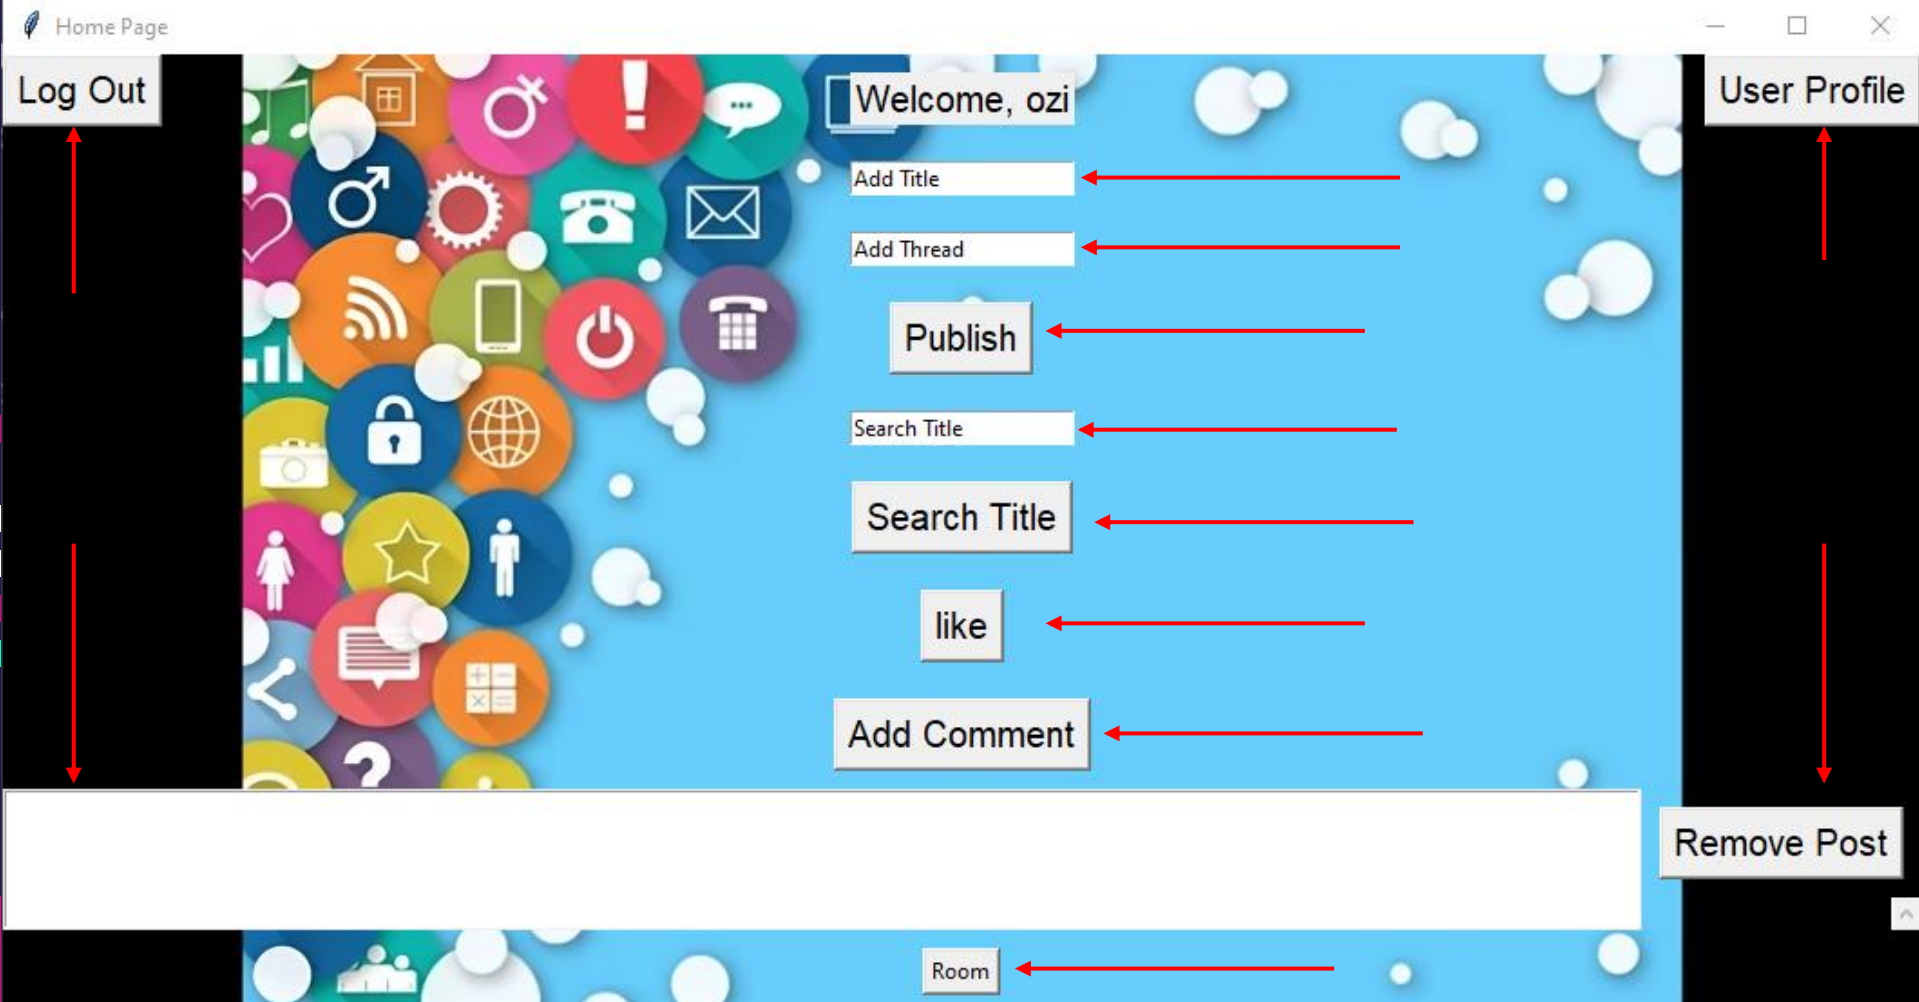 Home Page
Log Out
Welcome, ozi
User Profile
Add Title
Add Thread
Publish
Search Title
Search Title
like
Add Comment
Remove Post
Room